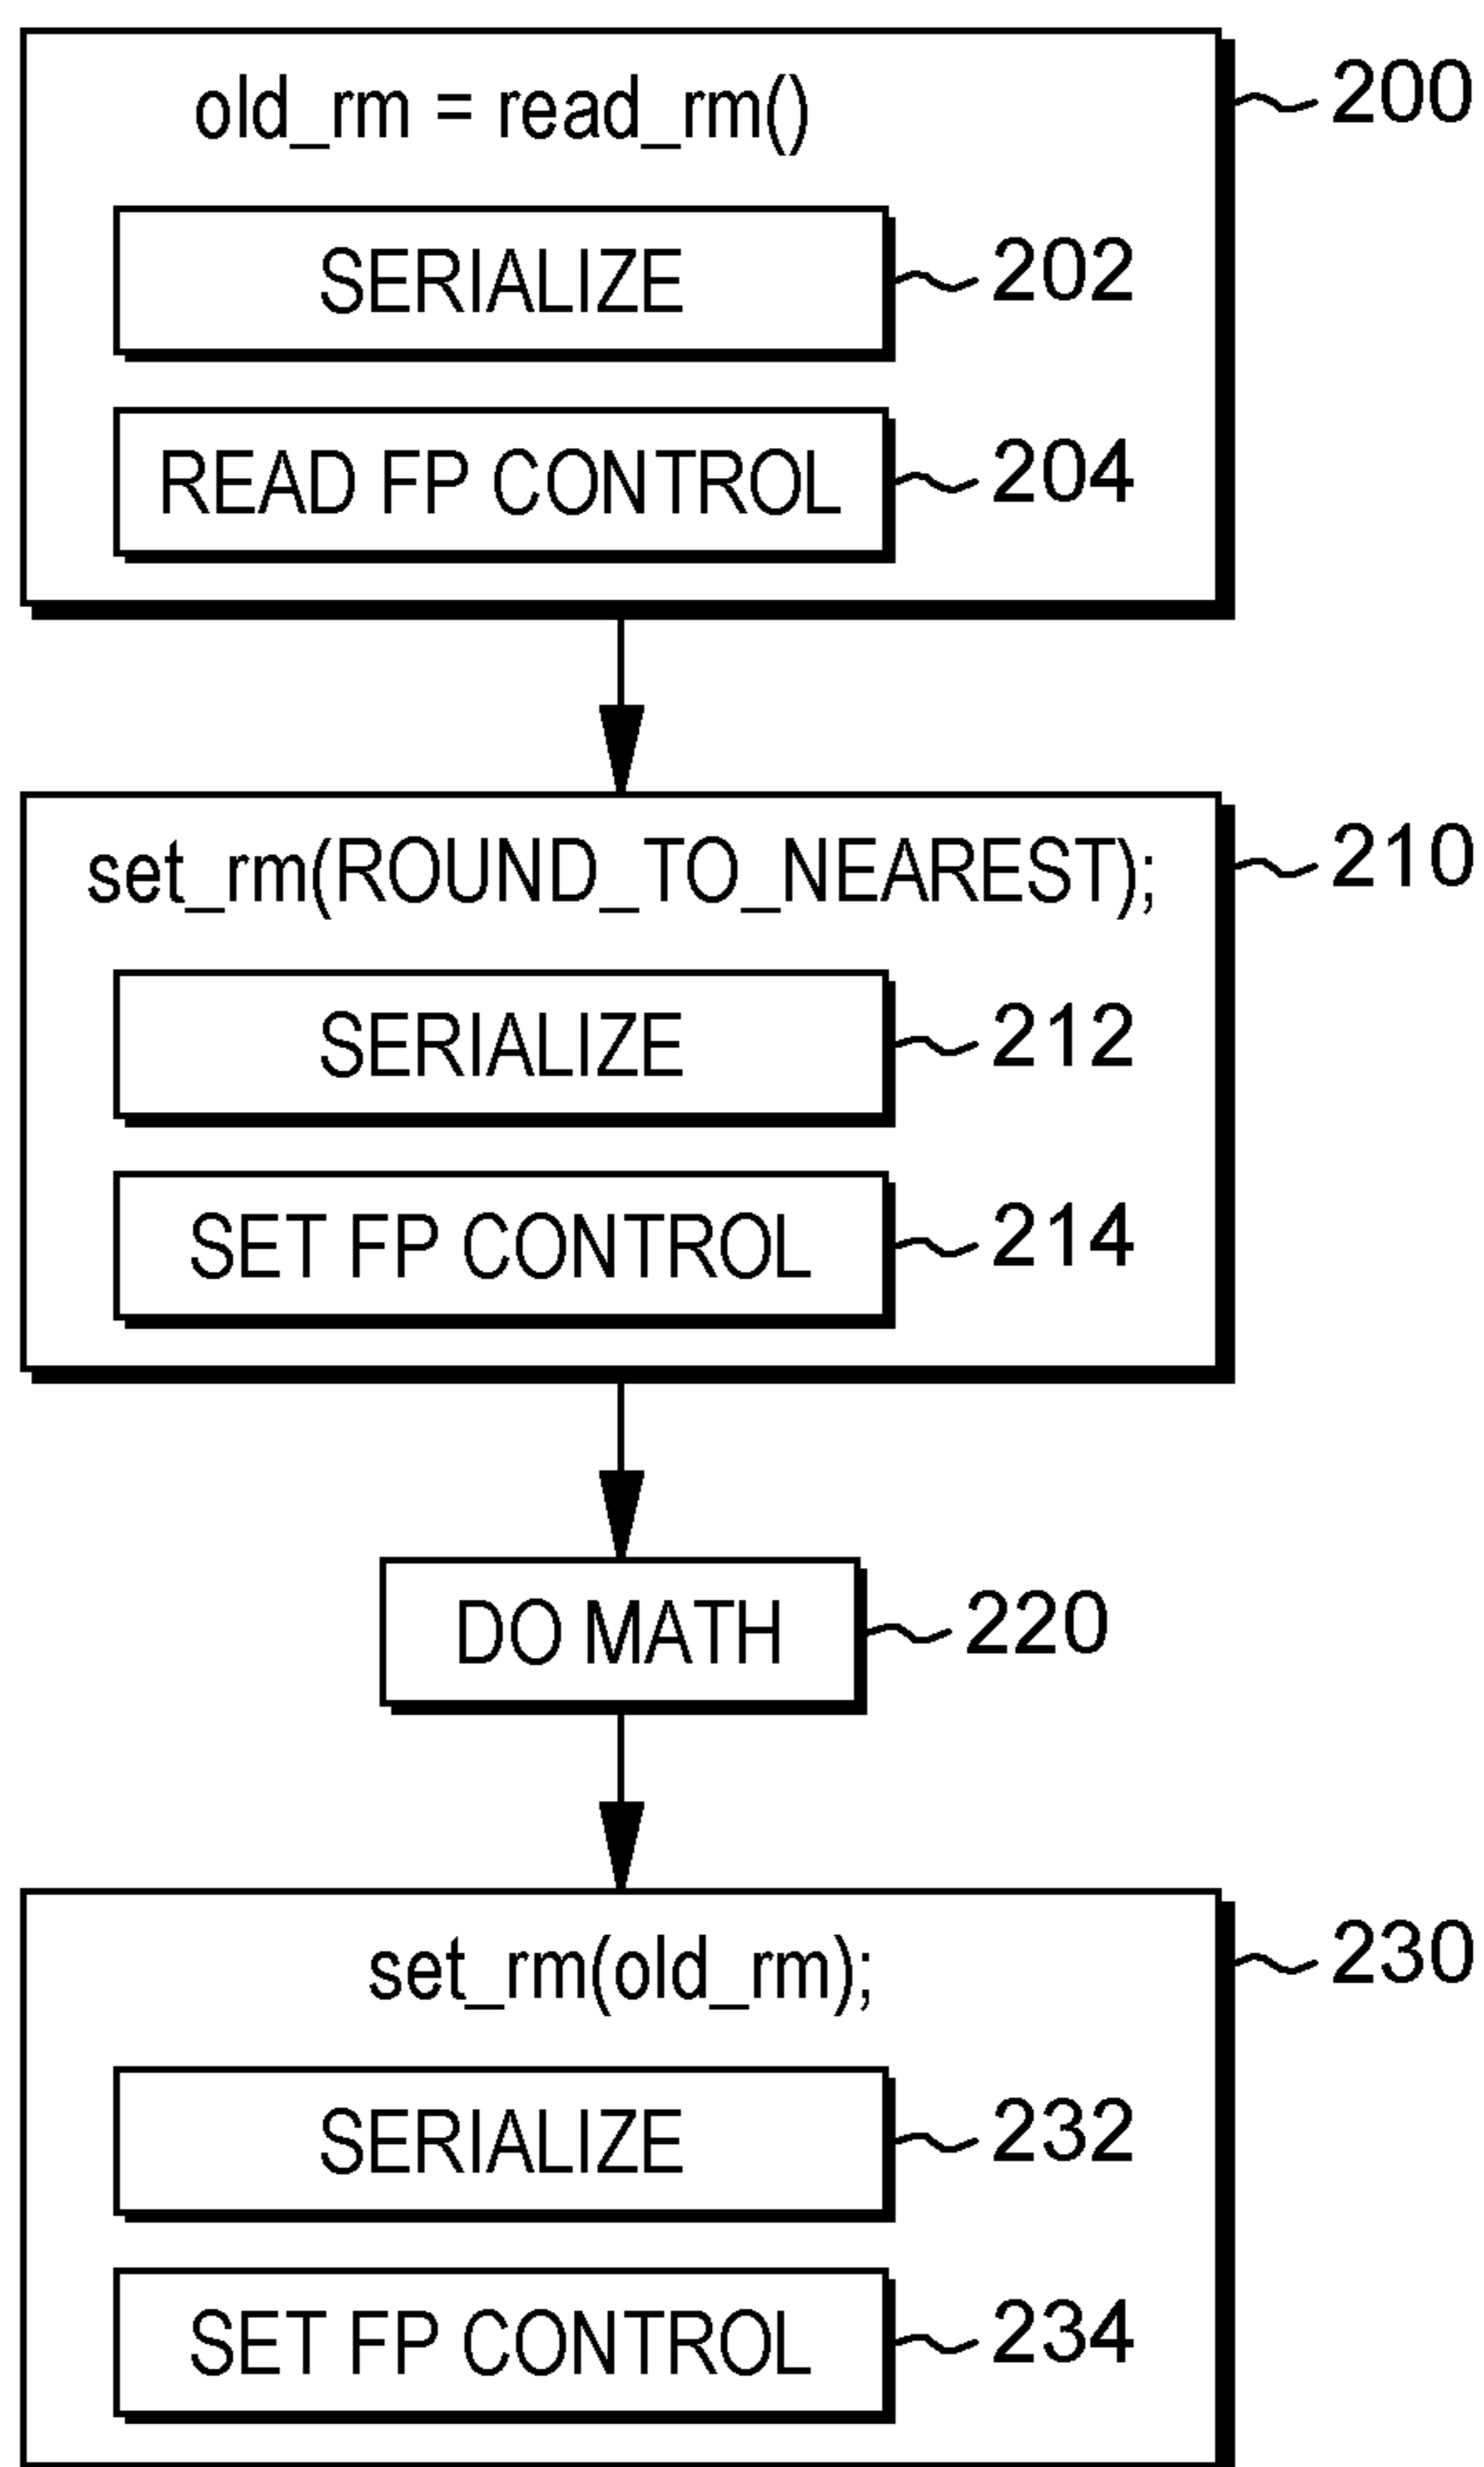 old_rm = read_rm()
200
SERIALIZE
202
READ FP CONTROL
204
set_rm(ROUND_TO_NEAREST);
210
SERIALIZE
212
SET FP CONTROL
214
DO MATH
220
set_rm(old_rm);
230
SERIALIZE
232
SET FP CONTROL
234